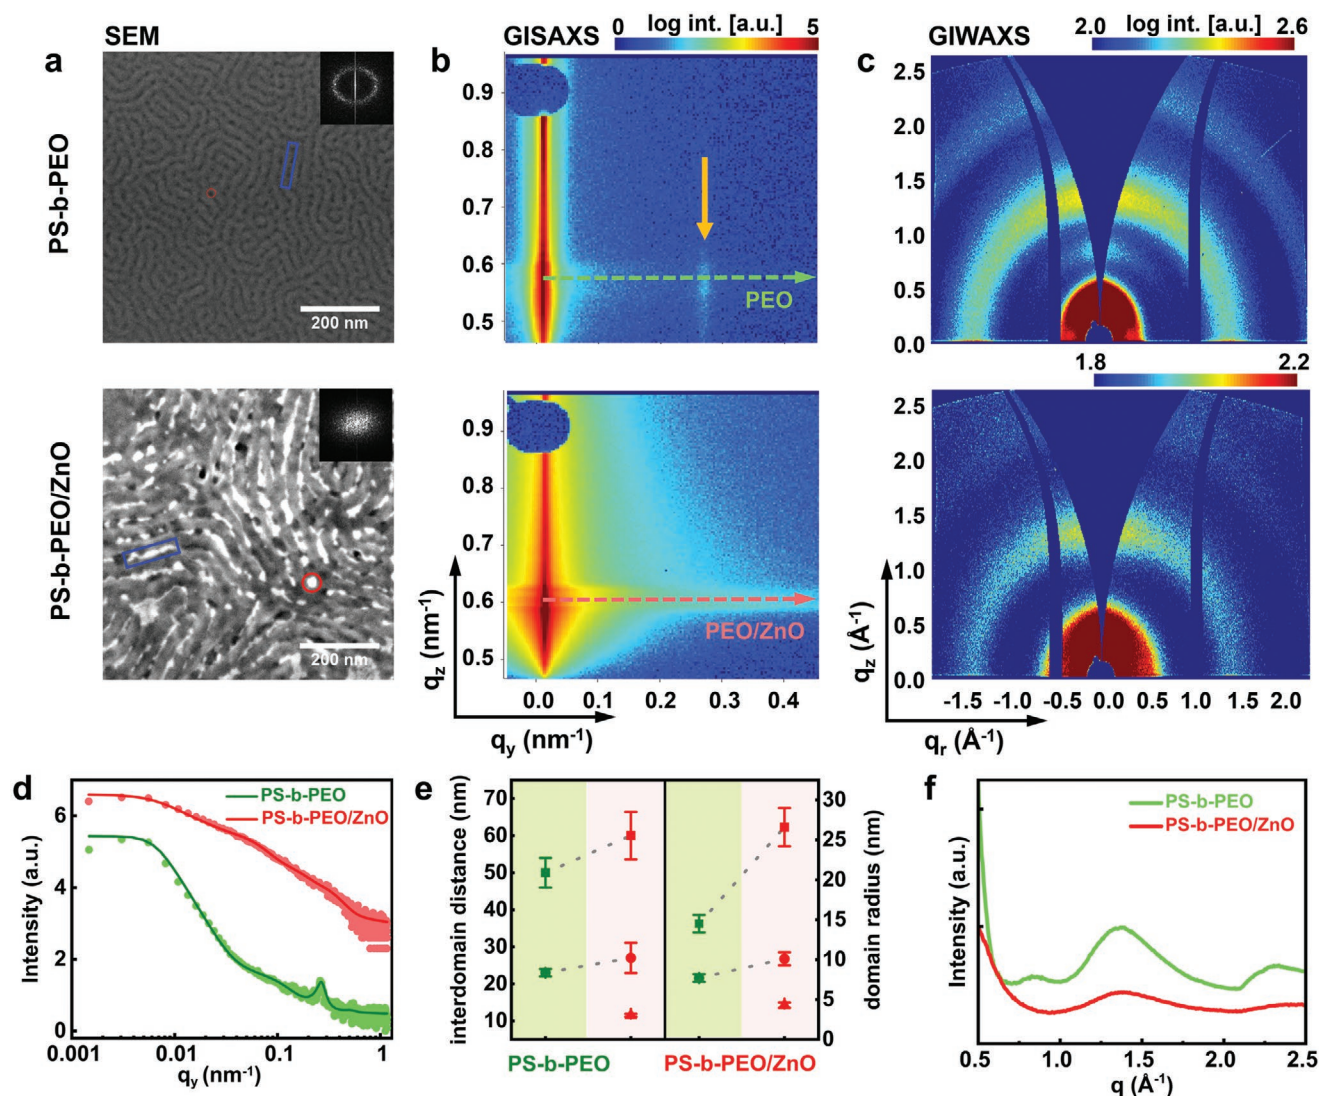 SEM
GISAXS 0 log int. [a.u.] 5
GIWAXS 2.0 log int. [a.u.] 2.6
a
b
c
PS-b-PEO
200 nm
0.9
0.8
0.7
0.6
0.5
PEO
2.5
2.0
1.5
1.0
0.5
0.0
1.8 2.2
PS-b-PEO/ZnO
200 nm
0.9
0.8
0.7
0.6
0.5
qz (nm-1)
PEO/ZnO
0.0 0.1 0.2 0.3 0.4
qy (nm-1)
2.5
2.0
1.5
1.0
0.5
0.0
qz (Å-1)
-1.5 -1.0 -0.5 0.0 0.5 1.0 1.5 2.0
qr (Å-1)
d
PS-b-PEO
PS-b-PEO/ZnO
Intensity (a.u.)
6
4
2
0
0.001 0.01 0.1 1
qy (nm-1)
e
interdomain distance (nm)
70
60
50
40
30
20
10
30
25
20
15
10
5
0
domain radius (nm)
PS-b-PEO PS-b-PEO/ZnO
f
PS-b-PEO
PS-b-PEO/ZnO
Intensity (a.u.)
0.5 1.0 1.5 2.0 2.5
q (Å-1)